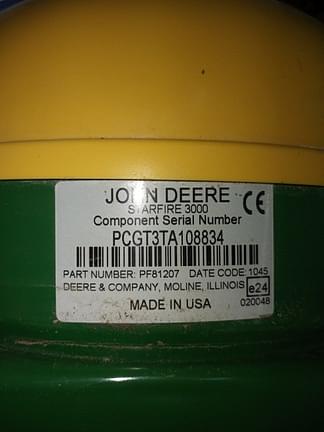 JOHN DEERE
STARFIRE 3000
Component Serial Number
CE
PCGT3TA108834
PART NUMBER: PF81207 DATE CODE: 1045
DEERE & COMPANY, MOLINE, ILLINOIS e24
MADE IN USA 020048